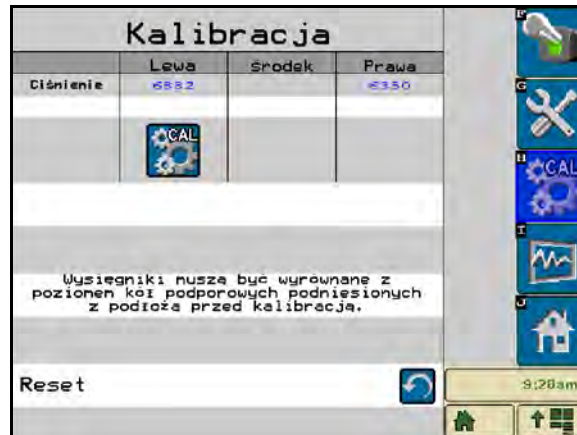 Kalibracja
Lewa środek Prawa
Ciśnienie 6882 6330
CAL
Wysięgniki muszą być wyrównane z
poziomem kół podporowych podniesionych
z podłoża przed kalibracją.
Reset
F
G
H
CAL
I
J
9:28am